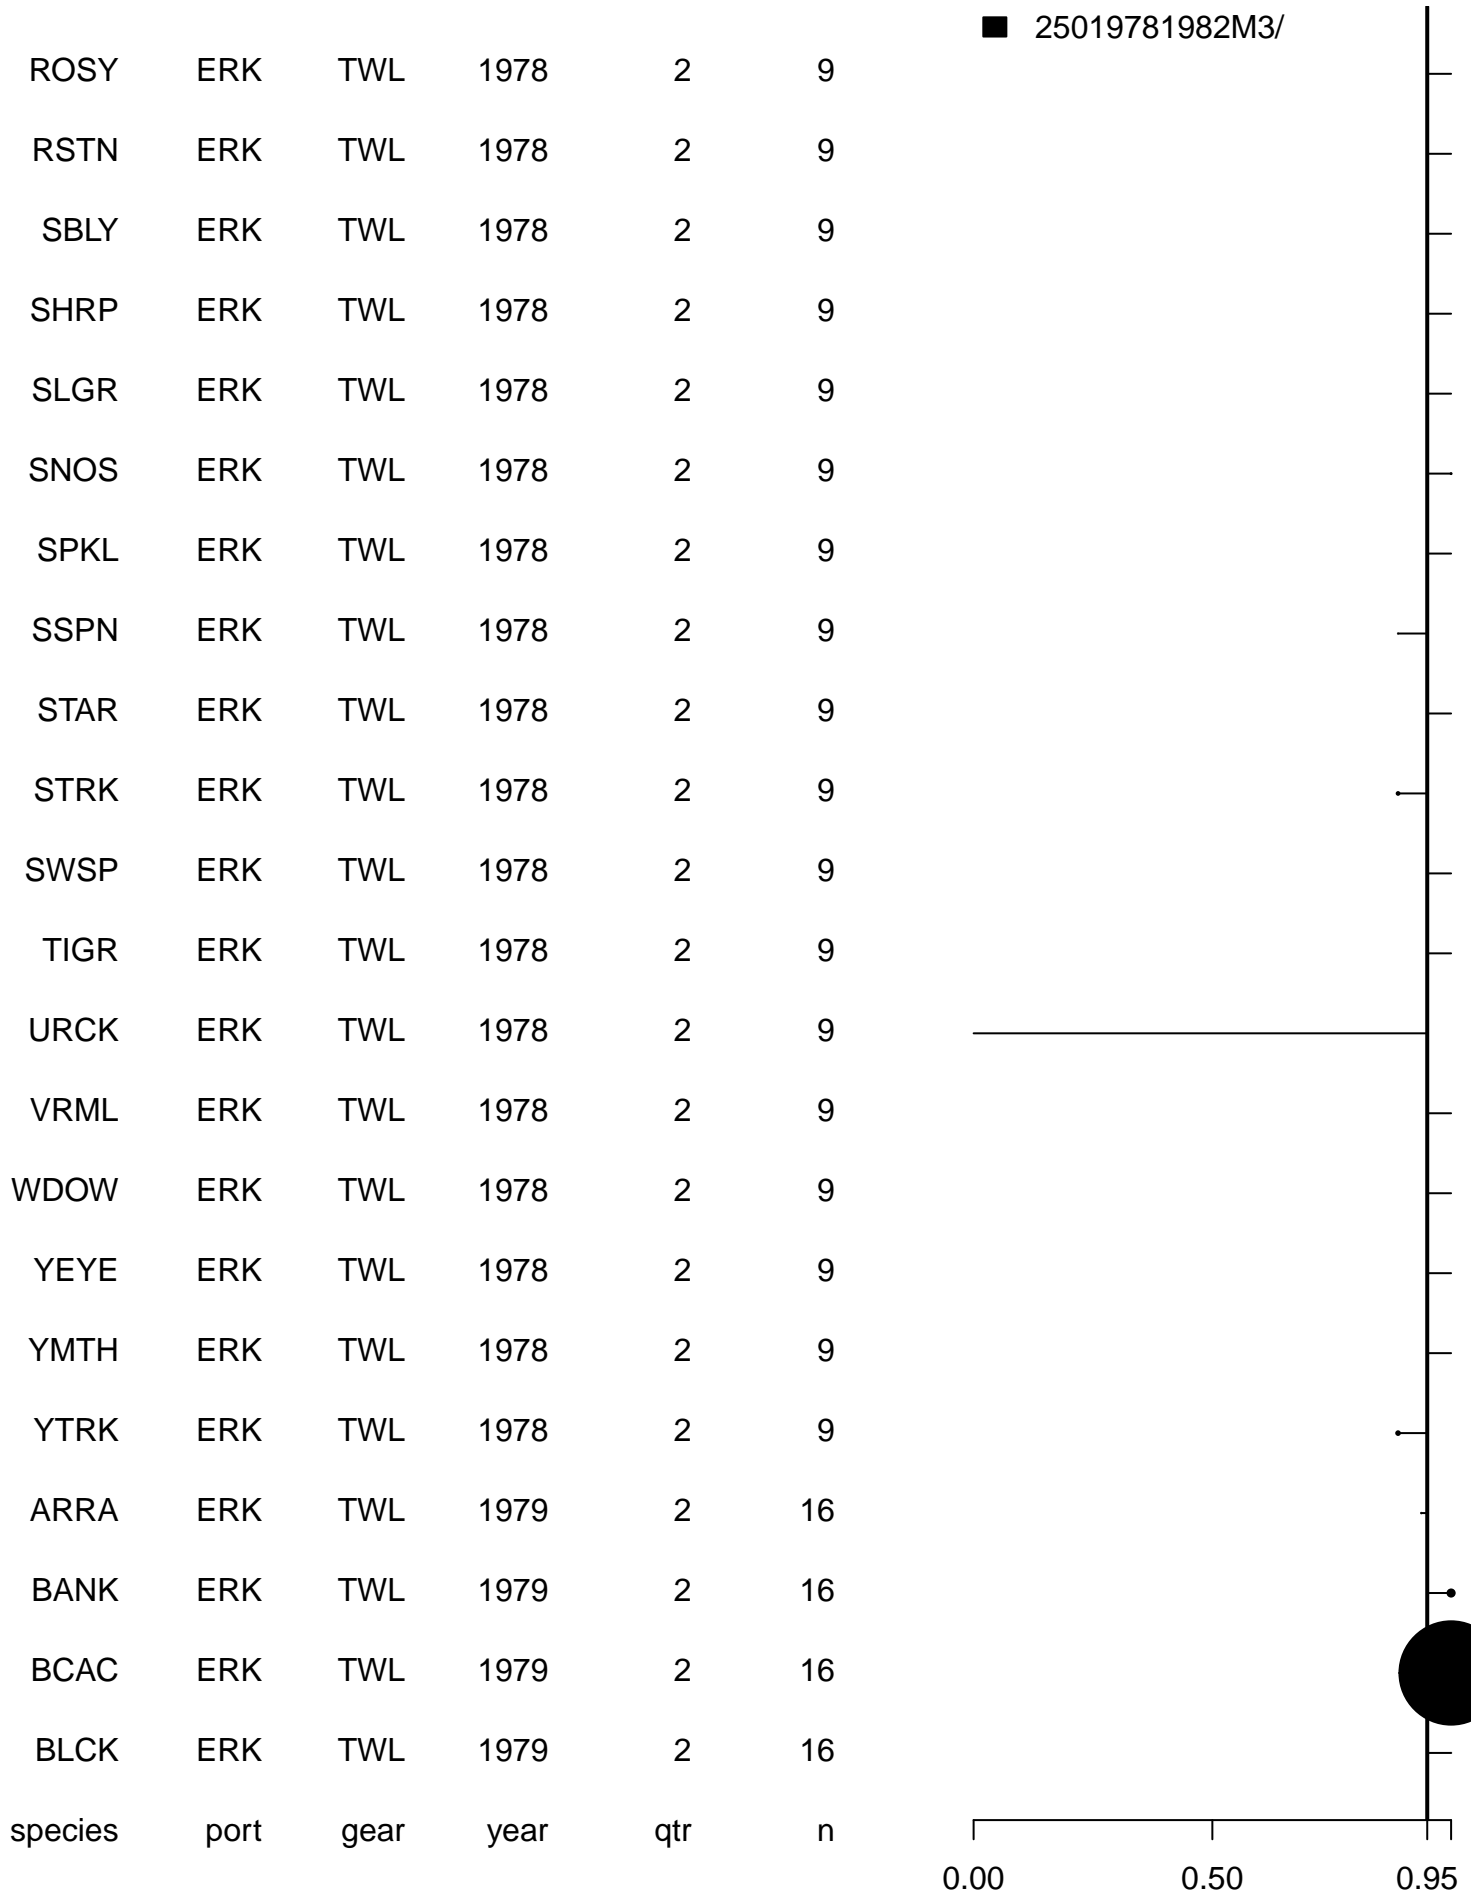 25019781982M3/
ROSY ERK TWL 1978 2 9
RSTN ERK TWL 1978 2 9
SBLY ERK TWL 1978 2 9
SHRP ERK TWL 1978 2 9
SLGR ERK TWL 1978 2 9
SNOS ERK TWL 1978 2 9
SPKL ERK TWL 1978 2 9
SSPN ERK TWL 1978 2 9
STAR ERK TWL 1978 2 9
STRK ERK TWL 1978 2 9
SWSP ERK TWL 1978 2 9
TIGR ERK TWL 1978 2 9
URCK ERK TWL 1978 2 9
VRML ERK TWL 1978 2 9
WDOW ERK TWL 1978 2 9
YEYE ERK TWL 1978 2 9
YMTH ERK TWL 1978 2 9
YTRK ERK TWL 1978 2 9
ARRA ERK TWL 1979 2 16
BANK ERK TWL 1979 2 16
BCAC ERK TWL 1979 2 16
BLCK ERK TWL 1979 2 16
species port gear year qtr n
0.00 0.50 0.95